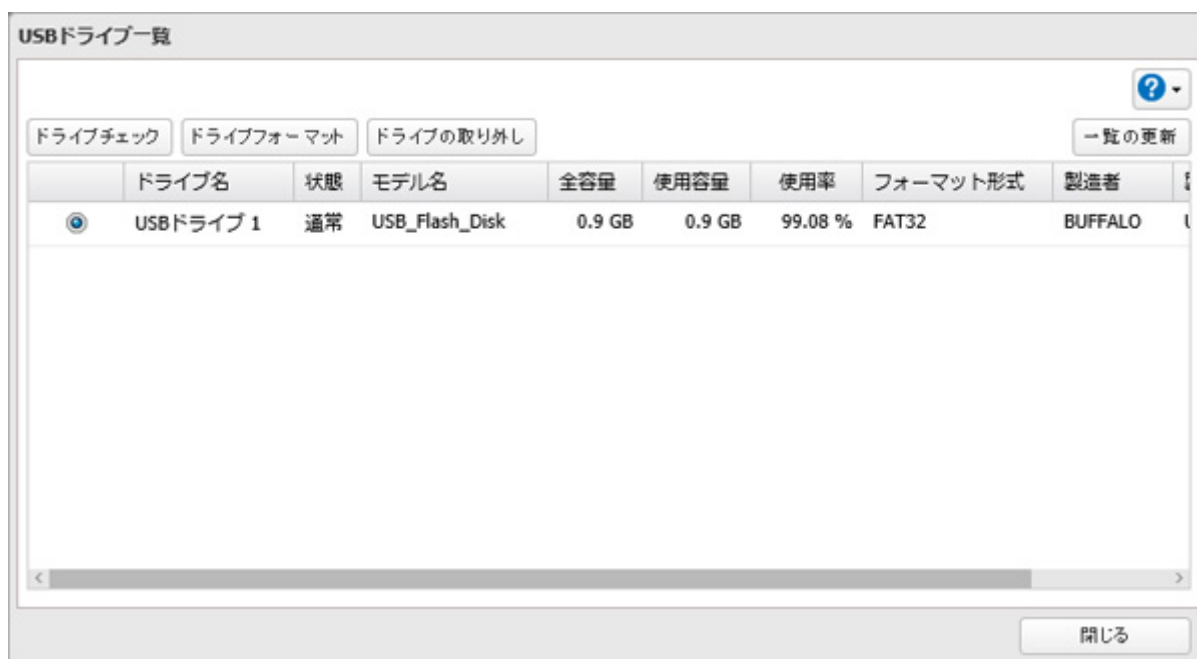 USBドライブ一覧
ドライブチェック ドライブフォーマット ドライブの取り外し 一覧の更新
ドライブ名 状態 モデル名 全容量 使用容量 使用率 フォーマット形式 製造者
USBドライブ 1 通常 USB_Flash_Disk 0.9 GB 0.9 GB 99.08 % FAT32 BUFFALO
閉じる